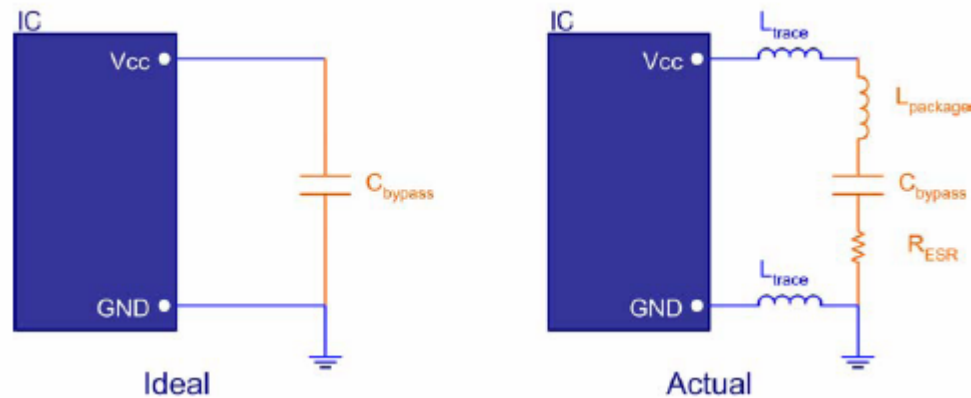 IC
Vcc
Cbypass
GND
Ideal
IC
Ltrace
Vcc
Lpackage
Cbypass
RESR
Ltrace
GND
Actual